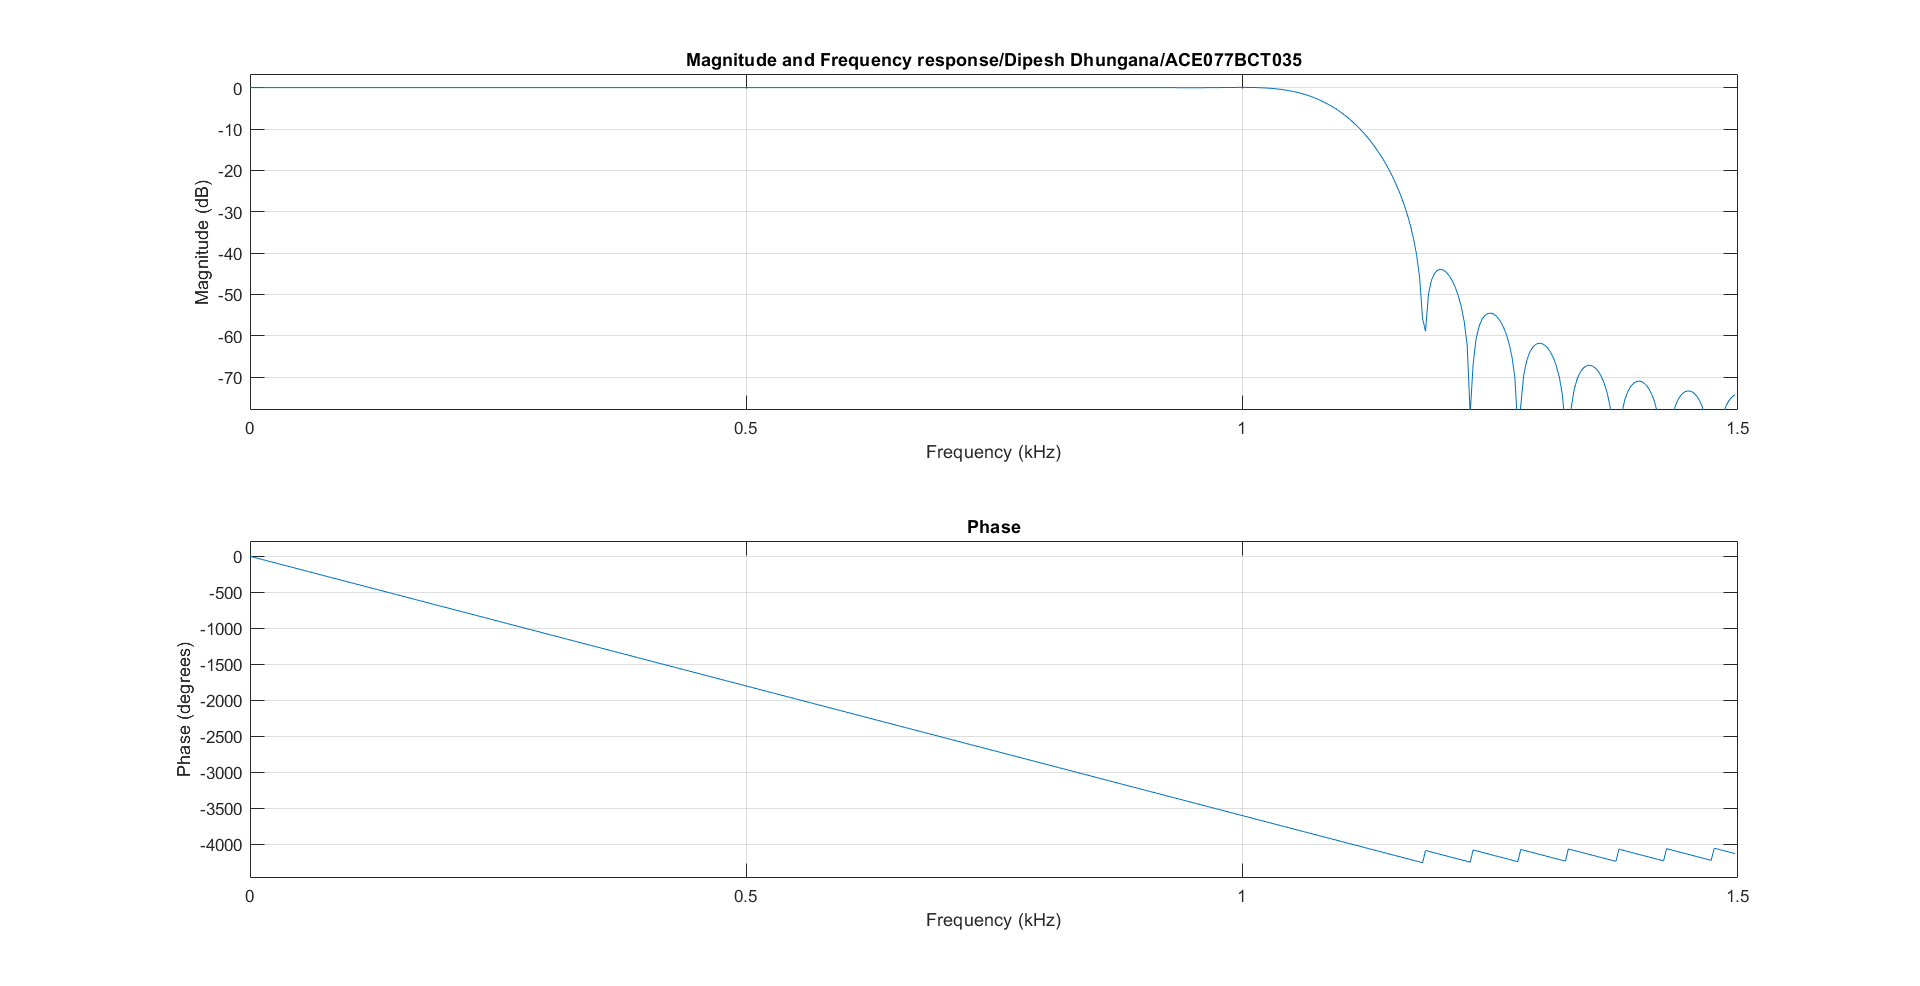 Magnitude and Frequency response/Dipesh Dhungana/ACE077BCT035
0
-10
-20
-30
-40
-50
-60
-70
Magnitude (dB)
0 0.5 1 1.5
Frequency (kHz)
Phase
0
-500
-1000
-1500
-2000
-2500
-3000
-3500
-4000
Phase (degrees)
0 0.5 1 1.5
Frequency (kHz)